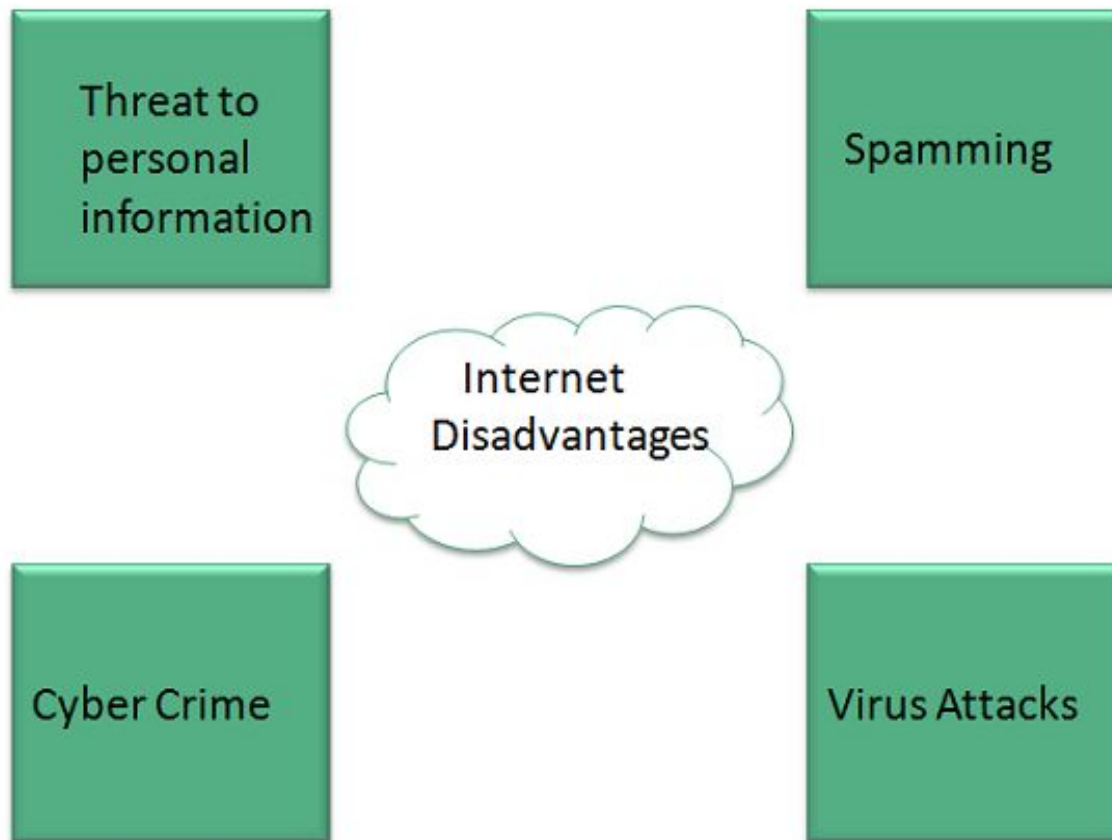 Threat to
personal
information
Spamming
Internet
Disadvantages
Cyber Crime
Virus Attacks